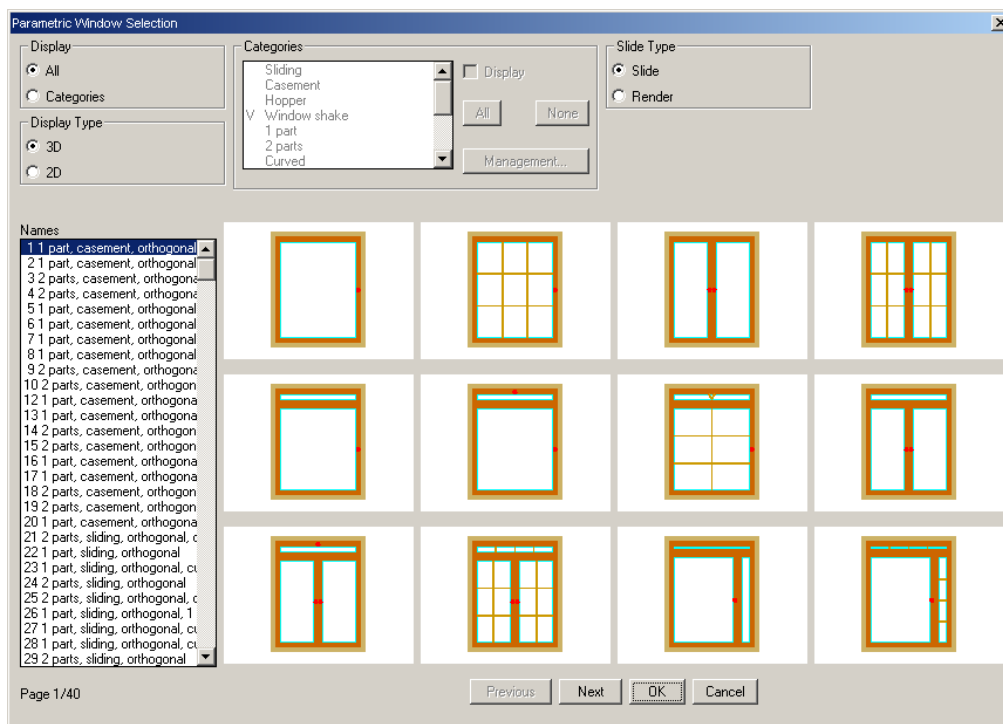 Parametric Window Selection
Display
All
Categories
Display Type
3D
2D
Categories
Sliding
Casement
Hopper
V Window shake
1 part
2 parts
Curved
Display
All
None
Management...
Slide Type
Slide
Render
Names
1 1 part, casement, orthogonal
2 1 part, casement, orthogonal
3 2 parts, casement, orthogona
4 2 parts, casement, orthogona
5 1 part, casement, orthogonal
6 1 part, casement, orthogonal
7 1 part, casement, orthogonal
8 1 part, casement, orthogonal
9 2 parts, casement, orthogona
10 2 parts, casement, orthogon
12 1 part, casement, orthogona
13 1 part, casement, orthogona
14 2 parts, casement, orthogon
15 2 parts, casement, orthogon
16 1 part, casement, orthogona
17 1 part, casement, orthogona
18 2 parts, casement, orthogon
19 2 parts, casement, orthogon
20 1 part, casement, orthogona
21 2 parts, sliding, orthogonal, c
22 1 part, sliding, orthogonal
23 1 part, sliding, orthogonal, cu
24 2 parts, sliding, orthogonal
25 2 parts, sliding, orthogonal, c
26 1 part, sliding, orthogonal, 1
27 1 part, sliding, orthogonal, cu
28 1 part, sliding, orthogonal, cu
29 2 parts, sliding, orthogonal
Page 1/40
Previous
Next
OK
Cancel